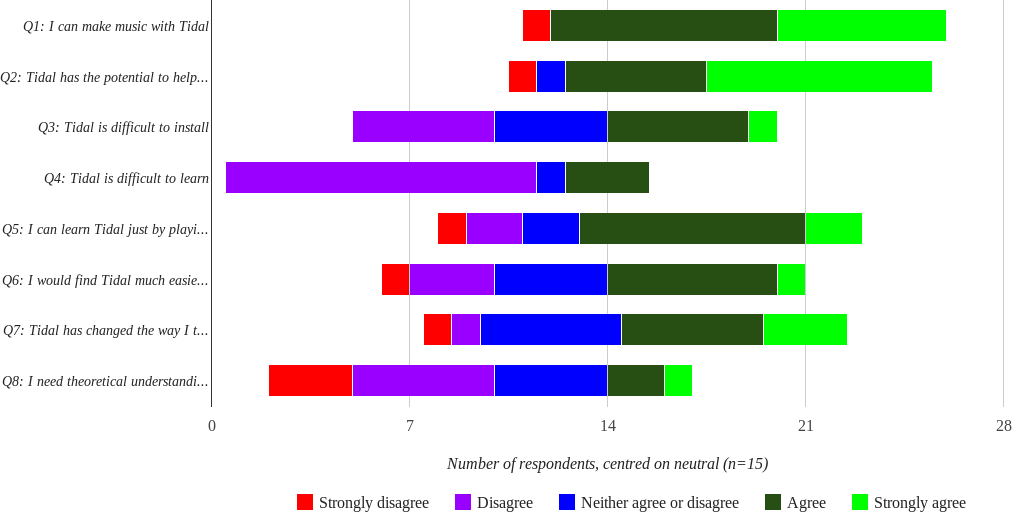 Q1: I can make music with Tidal
Q2: Tidal has the potential to help...
Q3: Tidal is difficult to install
Q4: Tidal is difficult to learn
Q5: I can learn Tidal just by playi...
Q6: I would find Tidal much easie...
Q7: Tidal has changed the way I t...
Q8: I need theoretical understandi...
0 7 14 21 28
Number of respondents, centred on neutral (n=15)
Strongly disagree Disagree Neither agree or disagree Agree Strongly agree